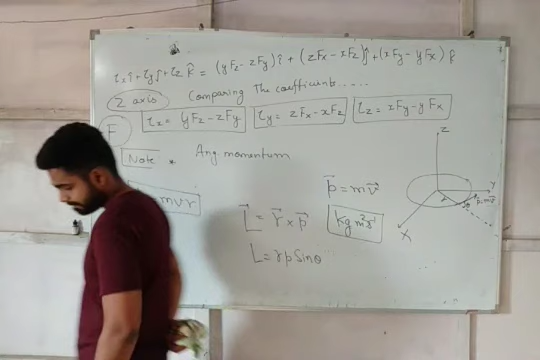 τx î + τy ĵ + τz k̂ = (yFz - zFy) î + (zFx - xFz) ĵ + (xFy - yFx) k̂
Z axis Comparing the coefficient.....
τx = yFz - zFy τy = zFx - xFz τz = xFy - yFx
F
Note * Ang momentum
mvr
p⃗ = mv⃗
L⃗ = r⃗ × p⃗
Kg m²s⁻¹
L = rp Sinθ
Z
Y
X